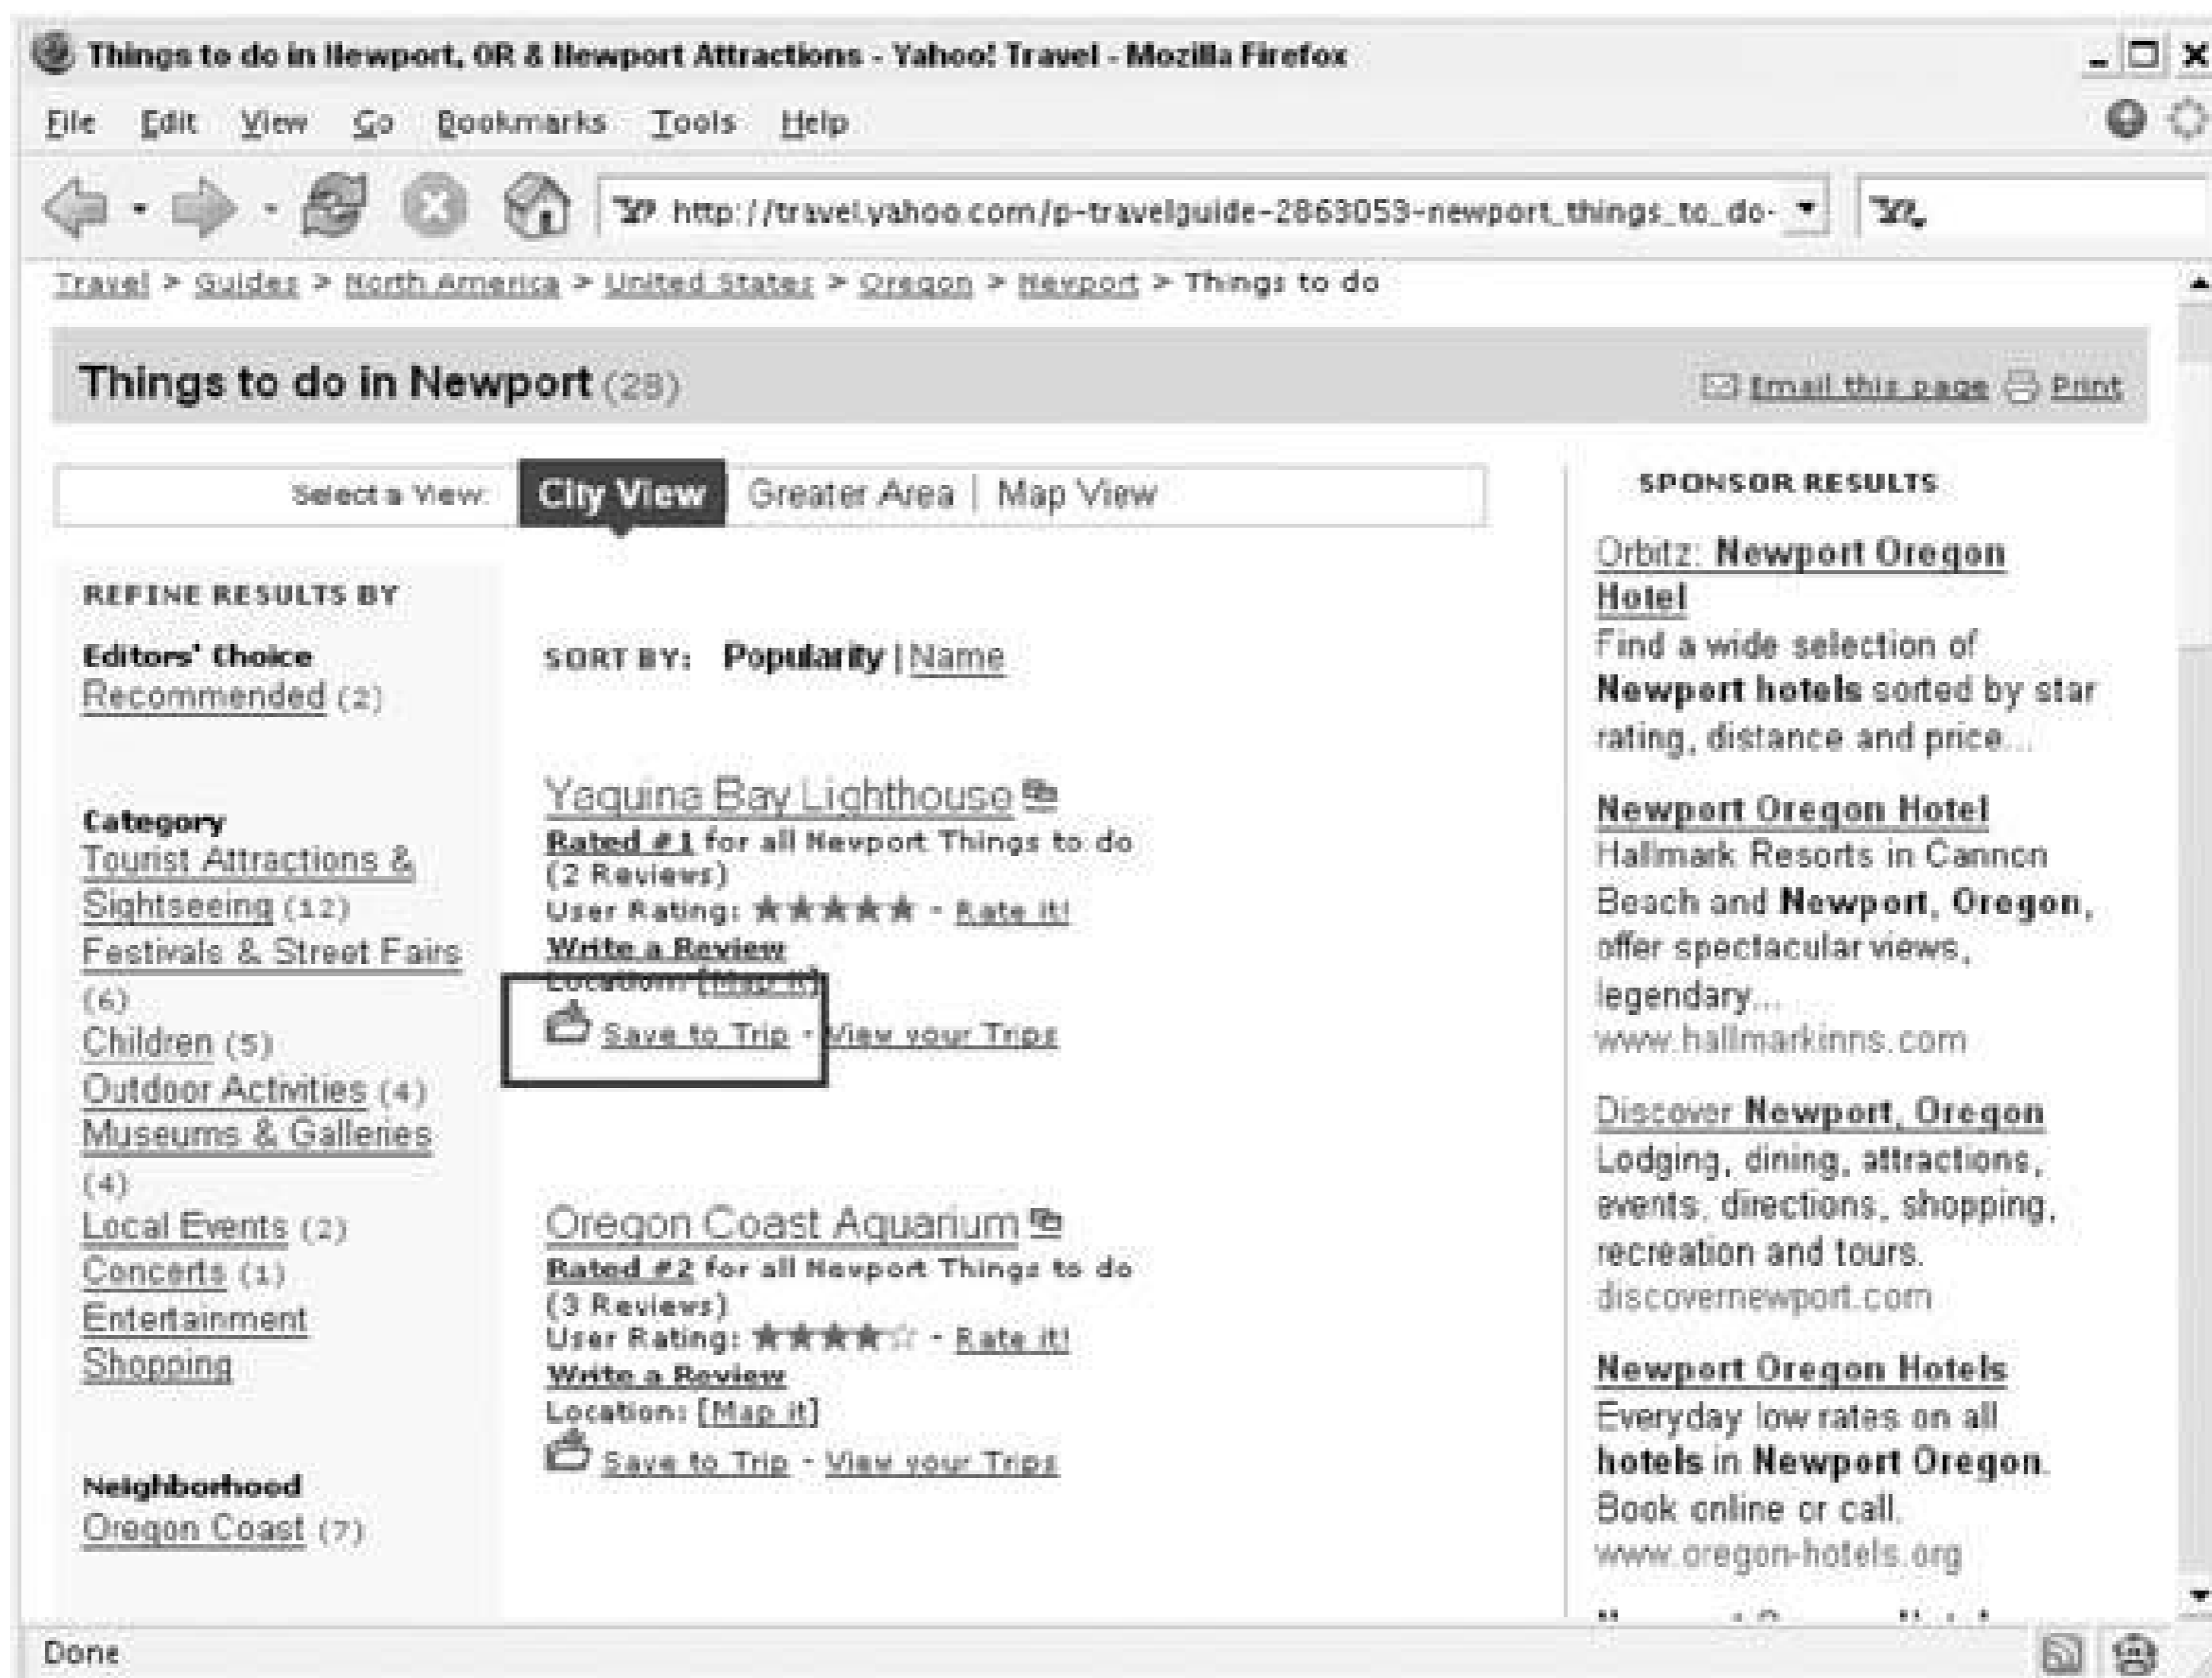 Things to do in Newport, OR & Newport Attractions - Yahoo! Travel - Mozilla Firefox
File Edit View Go Bookmarks Tools Help
http://travel.yahoo.com/p-travelguide-2863053-newport_things_to_do-
Travel > Guides > North America > United States > Oregon > Newport > Things to do
Things to do in Newport (28)
Email this page Print
Select a View: City View Greater Area | Map View
REFINE RESULTS BY
Editors' Choice
Recommended (2)
Category
Tourist Attractions &
Sightseeing (12)
Festivals & Street Fairs
(6)
Children (5)
Outdoor Activities (4)
Museums & Galleries
(4)
Local Events (2)
Concerts (1)
Entertainment
Shopping
Neighborhood
Oregon Coast (7)
SORT BY: Popularity | Name
Yaquina Bay Lighthouse
Rated #1 for all Newport Things to do
(2 Reviews)
User Rating: ★★★★★ - Rate it!
Write a Review
Location: [Map it]
Save to Trip - View your Trips
Oregon Coast Aquarium
Rated #2 for all Newport Things to do
(3 Reviews)
User Rating: ★★★★☆ - Rate it!
Write a Review
Location: [Map it]
Save to Trip - View your Trips
SPONSOR RESULTS
Orbitz: Newport Oregon
Hotel
Find a wide selection of
Newport hotels sorted by star
rating, distance and price...
Newport Oregon Hotel
Hallmark Resorts in Cannon
Beach and Newport, Oregon,
offer spectacular views,
legendary...
www.hallmarkinns.com
Discover Newport, Oregon
Lodging, dining, attractions,
events, directions, shopping,
recreation and tours.
discovernewport.com
Newport Oregon Hotels
Everyday low rates on all
hotels in Newport Oregon.
Book online or call.
www.oregon-hotels.org
Done